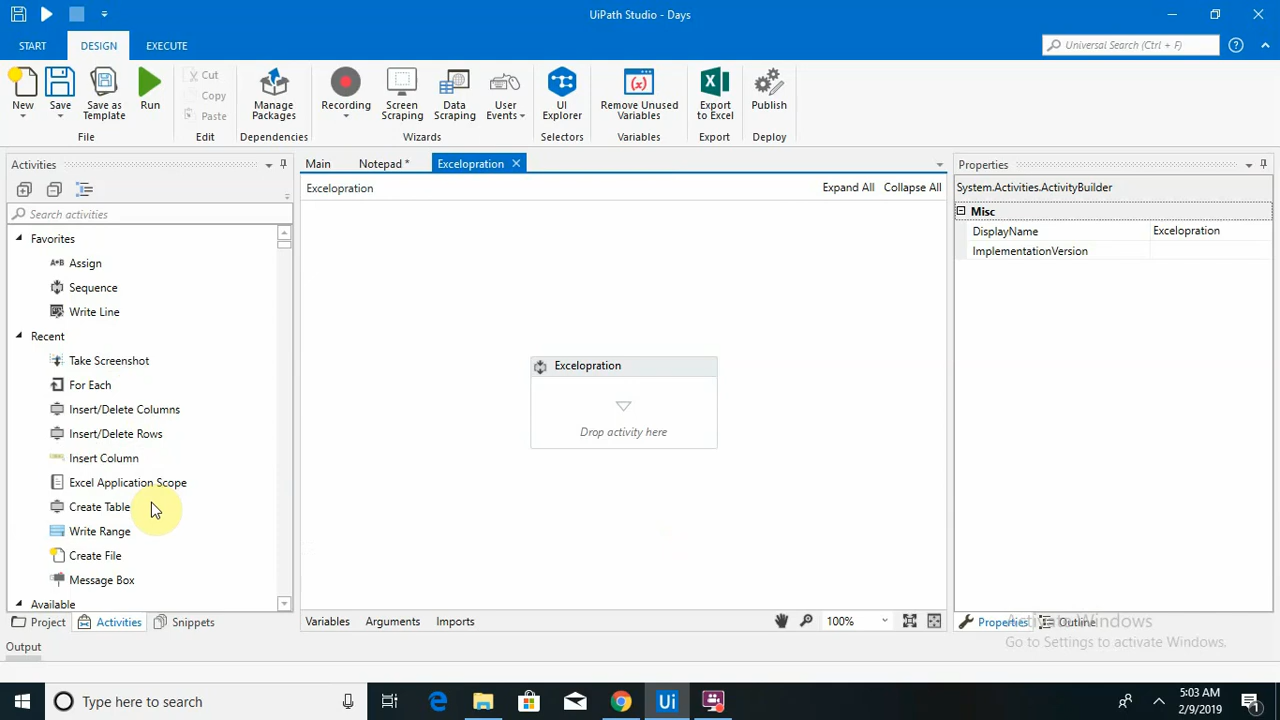 UiPath Studio - Days
START
DESIGN
EXECUTE
Universal Search (Ctrl + F)
New
Save
Save as Template
Run
Cut
Copy
Paste
Manage Packages
Recording
Screen Scraping
Data Scraping
User Events
UI Explorer
Remove Unused Variables
Export to Excel
Publish
File
Edit
Dependencies
Wizards
Selectors
Variables
Export
Deploy
Activities
Main
Notepad *
Excelopration
Properties
Excelopration
Expand All
Collapse All
System.Activities.ActivityBuilder
Search activities
Misc
DisplayName
Excelopration
ImplementationVersion
Favorites
Assign
Sequence
Write Line
Recent
Take Screenshot
For Each
Insert/Delete Columns
Insert/Delete Rows
Insert Column
Excel Application Scope
Create Table
Write Range
Create File
Message Box
Available
Excelopration
Drop activity here
Project
Activities
Snippets
Variables
Arguments
Imports
100%
Properties
Outline
Activate Windows
Go to Settings to activate Windows.
Output
Type here to search
Ui
5:03 AM
2/9/2019
1